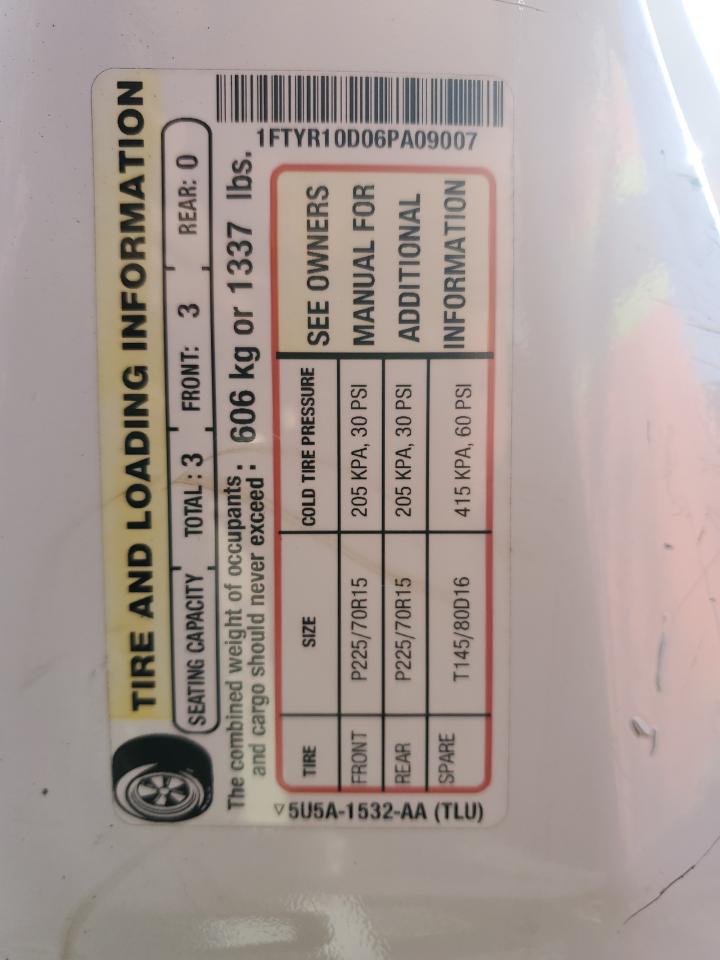 TIRE AND LOADING INFORMATION
SEATING CAPACITY TOTAL : 3 FRONT: 3 REAR: 0
The combined weight of occupants : 606 kg or 1337 lbs.
and cargo should never exceed :
TIRE SIZE COLD TIRE PRESSURE
FRONT P225/70R15 205 KPA, 30 PSI
REAR P225/70R15 205 KPA, 30 PSI
SPARE T145/80D16 415 KPA, 60 PSI
SEE OWNERS
MANUAL FOR
ADDITIONAL
INFORMATION
5U5A-1532-AA (TLU)
1FTYR10D06PA09007